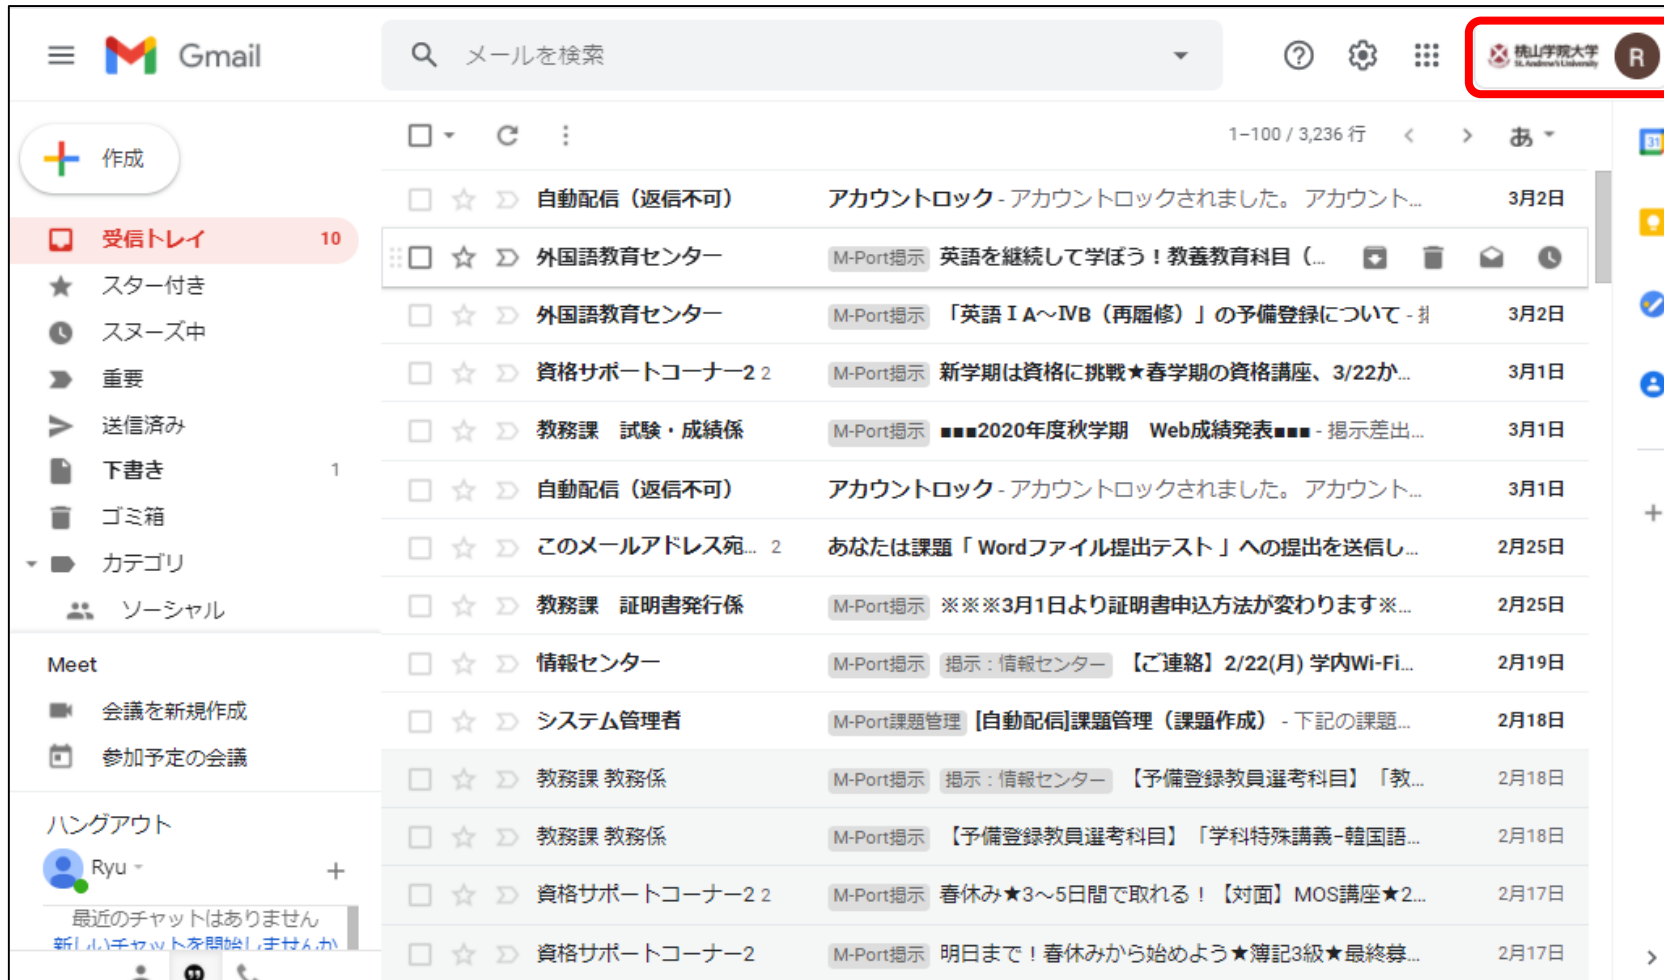 Gmail
メールを検索
桃山学院大学
St. Andrew's University
R
作成
1–100 / 3,236 行
あ
31
受信トレイ 10
スター付き
スヌーズ中
重要
送信済み
下書き 1
ゴミ箱
カテゴリ
ソーシャル
Meet
会議を新規作成
参加予定の会議
ハングアウト
Ryu
最近のチャットはありません
新しいチャットを開始しませんか
自動配信（返信不可） アカウントロック - アカウントロックされました。 アカウント... 3月2日
外国語教育センター M-Port掲示 英語を継続して学ぼう！教養教育科目（...
外国語教育センター M-Port掲示 「英語ⅠA～ⅣB（再履修）」の予備登録について - 3月2日
資格サポートコーナー2 2 M-Port掲示 新学期は資格に挑戦★春学期の資格講座、3/22か... 3月1日
教務課　試験・成績係 M-Port掲示 ■■■2020年度秋学期　Web成績発表■■■ - 掲示差出... 3月1日
自動配信（返信不可） アカウントロック - アカウントロックされました。 アカウント... 3月1日
このメールアドレス宛... 2 あなたは課題「 Wordファイル提出テスト 」への提出を送信し... 2月25日
教務課　証明書発行係 M-Port掲示 ※※※3月1日より証明書申込方法が変わります※... 2月25日
情報センター M-Port掲示 掲示：情報センター 【ご連絡】2/22(月) 学内Wi-Fi... 2月19日
システム管理者 M-Port課題管理 [自動配信]課題管理（課題作成） - 下記の課題... 2月18日
教務課 教務係 M-Port掲示 掲示：情報センター 【予備登録教員選考科目】「教... 2月18日
教務課 教務係 M-Port掲示 【予備登録教員選考科目】「学科特殊講義−韓国語... 2月18日
資格サポートコーナー2 2 M-Port掲示 春休み★3～5日間で取れる！【対面】MOS講座★2... 2月17日
資格サポートコーナー2 M-Port掲示 明日まで！春休みから始めよう★簿記3級★最終募... 2月17日